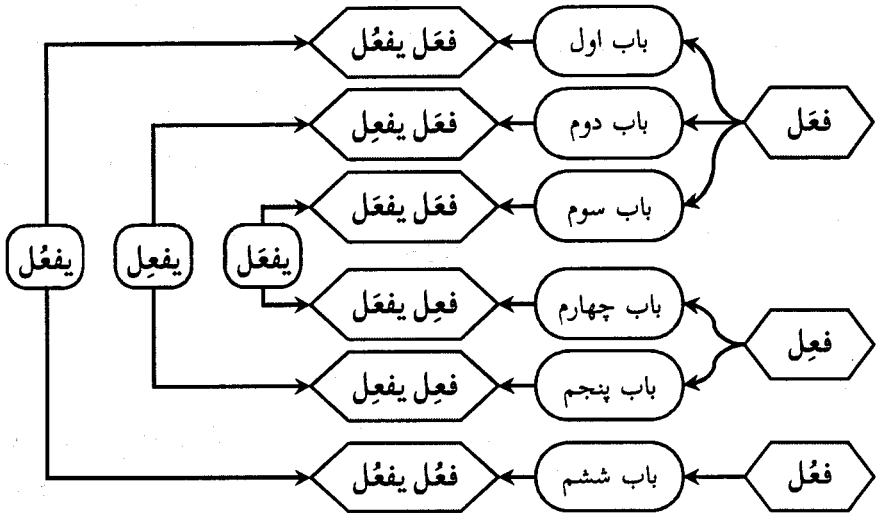 فعَل
باب اول
فعَل يفعُل
باب دوم
فعَل يفعِل
باب سوم
فعَل يفعَل
فعِل
باب چهارم
فعِل يفعَل
باب پنجم
فعِل يفعِل
فعُل
باب ششم
فعُل يفعُل
يفعَل
يفعِل
يفعُل